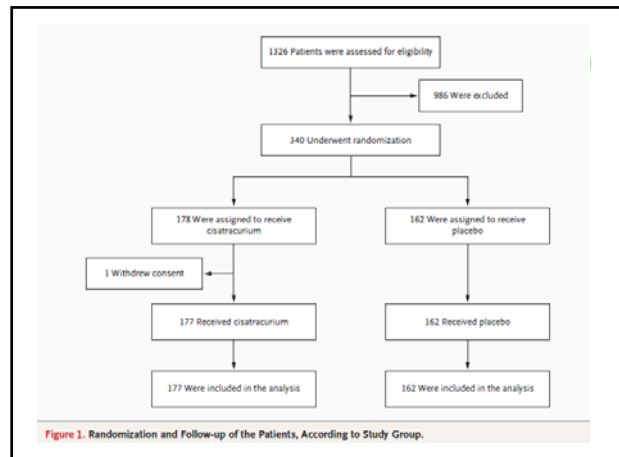 1326 Patients were assessed for eligibility
986 Were excluded
340 Underwent randomization
178 Were assigned to receive
cisatracurium
162 Were assigned to receive
placebo
1 Withdrew consent
177 Received cisatracurium
162 Received placebo
177 Were included in the analysis
162 Were included in the analysis
Figure 1. Randomization and Follow-up of the Patients, According to Study Group.